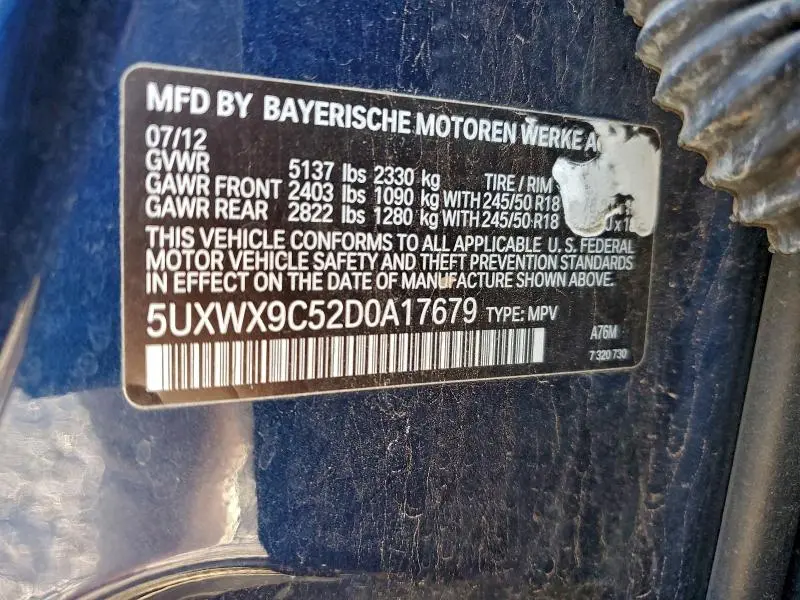 MFD BY BAYERISCHE MOTOREN WERKE
07/12
GVWR 5137 lbs 2330 kg TIRE / RIM
GAWR FRONT 2403 lbs 1090 kg WITH 245/50 R18
GAWR REAR 2822 lbs 1280 kg WITH 245/50 R18
THIS VEHICLE CONFORMS TO ALL APPLICABLE U. S. FEDERAL
MOTOR VEHICLE SAFETY AND THEFT PREVENTION STANDARDS
IN EFFECT ON THE DATE OF MANUFACTURE SHOWN ABOVE.
5UXWX9C52D0A17679 TYPE: MPV
A76M
7 320 730